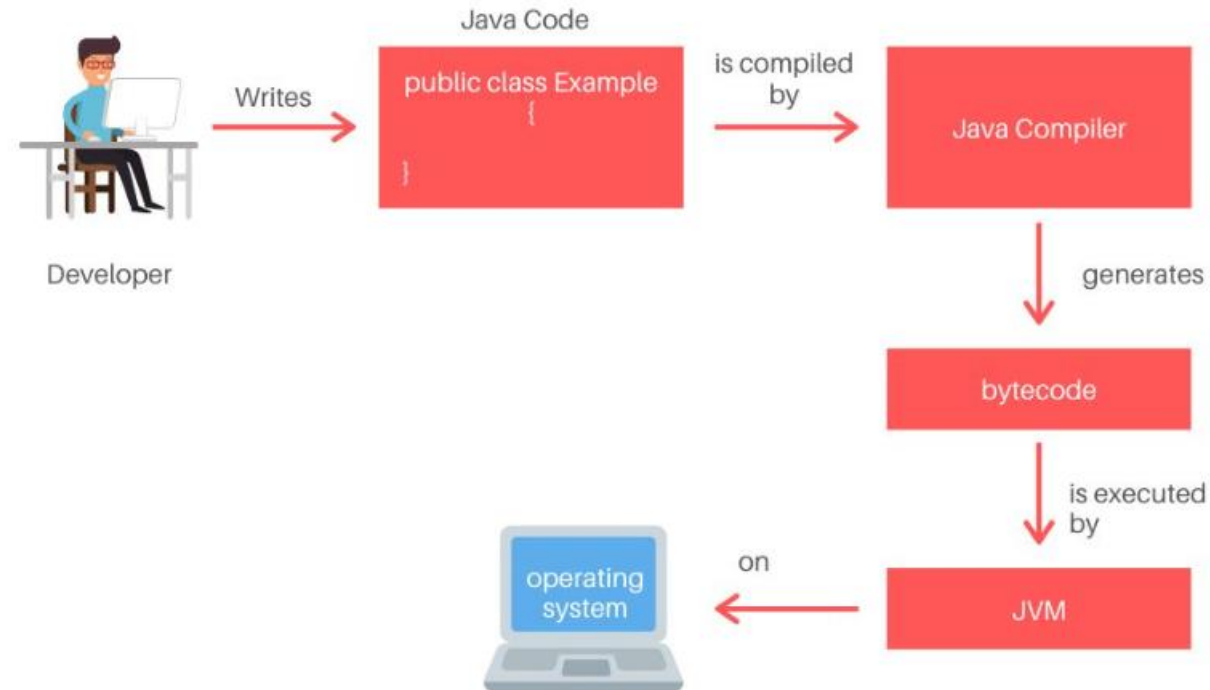 Java Code
Writes
public class Example
{
}
is compiled
by
Java Compiler
Developer
generates
bytecode
is executed
by
JVM
on
operating
system